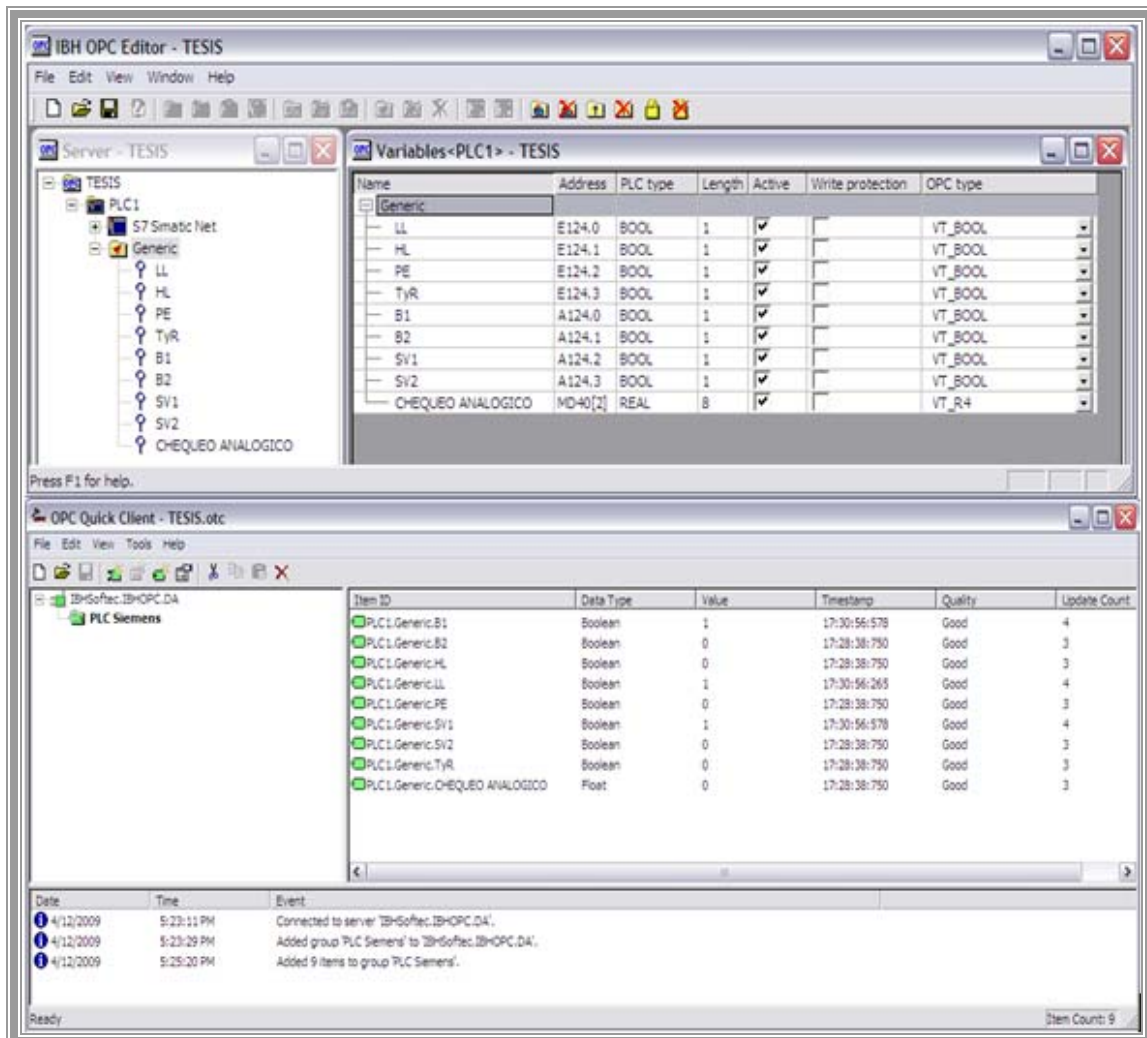 IBH OPC Editor - TESIS
File Edit View Window Help
Server - TESIS
TESIS
PLC1
S7 Simatic Net
Generic
LL
HL
PE
TyR
B1
B2
SV1
SV2
CHEQUEO ANALOGICO
Variables<PLC1> - TESIS
Name Address PLC type Length Active Write protection OPC type
Generic
LL E124.0 BOOL 1 VT_BOOL
HL E124.1 BOOL 1 VT_BOOL
PE E124.2 BOOL 1 VT_BOOL
TyR E124.3 BOOL 1 VT_BOOL
B1 A124.0 BOOL 1 VT_BOOL
B2 A124.1 BOOL 1 VT_BOOL
SV1 A124.2 BOOL 1 VT_BOOL
SV2 A124.3 BOOL 1 VT_BOOL
CHEQUEO ANALOGICO MD40[2] REAL 8 VT_R4
Press F1 for help.
OPC Quick Client - TESIS.otc
File Edit View Tools Help
IBHSoftec.IBHOPC.DA
PLC Siemens
Item ID Data Type Value Timestamp Quality Update Count
PLC1.Generic.B1 Boolean 1 17:30:56:578 Good 4
PLC1.Generic.B2 Boolean 0 17:28:38:750 Good 3
PLC1.Generic.HL Boolean 0 17:28:38:750 Good 3
PLC1.Generic.LL Boolean 1 17:30:56:265 Good 4
PLC1.Generic.PE Boolean 0 17:28:38:750 Good 3
PLC1.Generic.SV1 Boolean 1 17:30:56:578 Good 4
PLC1.Generic.SV2 Boolean 0 17:28:38:750 Good 3
PLC1.Generic.TyR Boolean 0 17:28:38:750 Good 3
PLC1.Generic.CHEQUEO ANALOGICO Float 0 17:28:38:750 Good 3
Date Time Event
4/12/2009 5:23:11 PM Connected to server 'IBHSoftec.IBHOPC.DA'.
4/12/2009 5:23:29 PM Added group 'PLC Siemens' to 'IBHSoftec.IBHOPC.DA'.
4/12/2009 5:25:20 PM Added 9 items to group 'PLC Siemens'.
Ready Item Count: 9